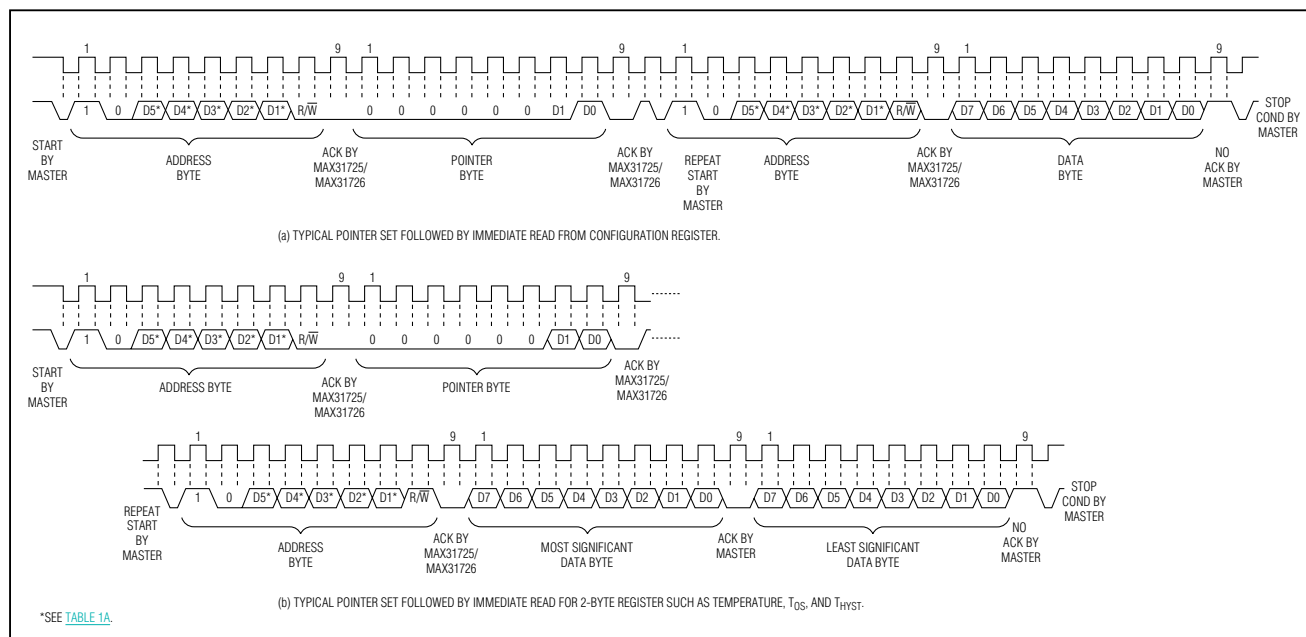 1 9 1 9 1 9 1 9
1 0 D5* D4* D3* D2* D1* R/W̅ 0 0 0 0 0 0 D1 D0 1 0 D5* D4* D3* D2* D1* R/W̅ D7 D6 D5 D4 D3 D2 D1 D0
STOP
COND BY
MASTER
START
BY
MASTER
ADDRESS
BYTE
ACK BY
MAX31725/
MAX31726
POINTER
BYTE
ACK BY
MAX31725/
MAX31726
REPEAT
START
BY
MASTER
ADDRESS
BYTE
ACK BY
MAX31725/
MAX31726
DATA
BYTE
NO
ACK BY
MASTER
(a) TYPICAL POINTER SET FOLLOWED BY IMMEDIATE READ FROM CONFIGURATION REGISTER.
1 9 1 9
1 0 D5* D4* D3* D2* D1* R/W̅ 0 0 0 0 0 0 D1 D0
START
BY
MASTER
ADDRESS BYTE
ACK BY
MAX31725/
MAX31726
POINTER BYTE
ACK BY
MAX31725/
MAX31726
1 9 1 9 1 9
1 0 D5* D4* D3* D2* D1* R/W̅ D7 D6 D5 D4 D3 D2 D1 D0 D7 D6 D5 D4 D3 D2 D1 D0
STOP
COND BY
MASTER
REPEAT
START
BY
MASTER
ADDRESS
BYTE
ACK BY
MAX31725/
MAX31726
MOST SIGNIFICANT
DATA BYTE
ACK BY
MASTER
LEAST SIGNIFICANT
DATA BYTE
NO
ACK BY
MASTER
(b) TYPICAL POINTER SET FOLLOWED BY IMMEDIATE READ FOR 2-BYTE REGISTER SUCH AS TEMPERATURE, TOS, AND THYST.
*SEE TABLE 1A.